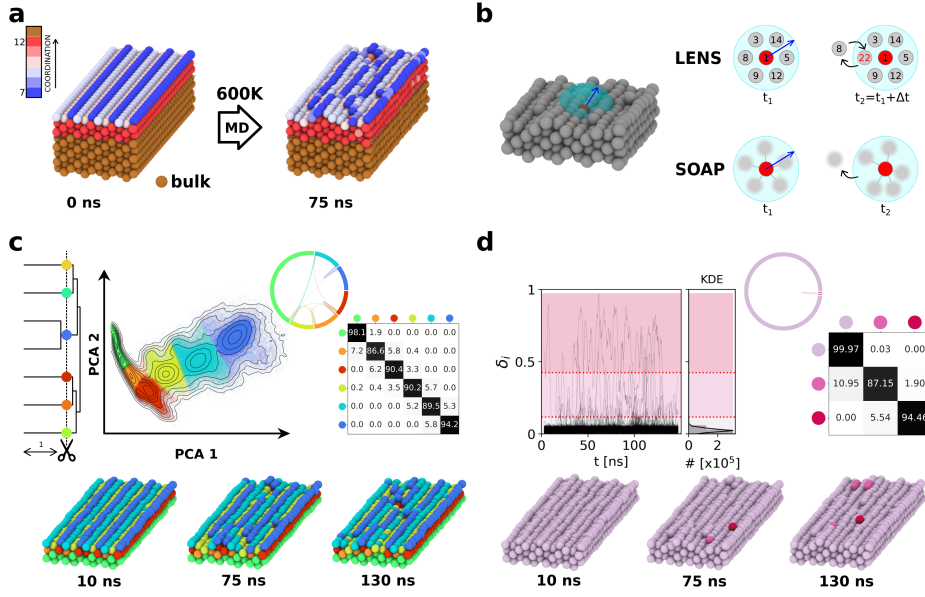 a
12
7
COORDINATION
600K
MD
bulk
0 ns
75 ns
b
LENS
3 14
8 1 5
9 12
t1
3 14
8 22 1 5
9 12
t2=t1+Δt
SOAP
t1
t2
c
1
PCA 2
PCA 1
98.1 1.9 0.0 0.0 0.0 0.0
7.2 86.6 5.8 0.4 0.0 0.0
0.0 6.2 90.4 3.3 0.0 0.0
0.2 0.4 3.5 90.2 5.7 0.0
0.0 0.0 0.0 5.2 89.5 5.3
0.0 0.0 0.0 0.0 5.8 94.2
10 ns
75 ns
130 ns
d
KDE
δi
1
0.5
0
0 50 100
t [ns]
0 2
# [x10⁵]
99.97 0.03 0.00
10.95 87.15 1.90
0.00 5.54 94.46
10 ns
75 ns
130 ns